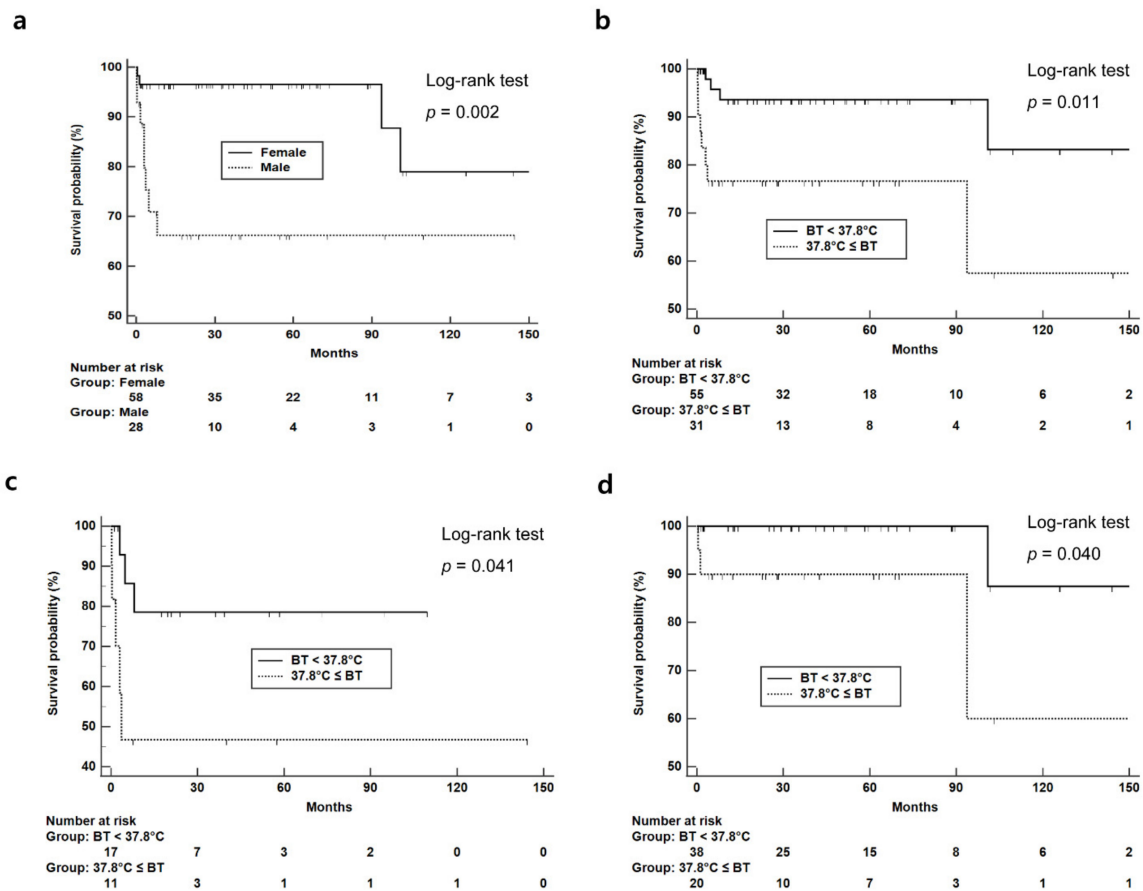 a
100
90
80
70
60
50
Survival probability (%)
Log-rank test
p = 0.002
Female
Male
0 30 60 90 120 150
Months
Number at risk
Group: Female
58 35 22 11 7 3
Group: Male
28 10 4 3 1 0
b
100
90
80
70
60
50
Survival probability (%)
Log-rank test
p = 0.011
BT < 37.8°C
37.8°C ≤ BT
0 30 60 90 120 150
Months
Number at risk
Group: BT < 37.8°C
55 32 18 10 6 2
Group: 37.8°C ≤ BT
31 13 8 4 2 1
c
100
90
80
70
60
50
40
Survival probability (%)
Log-rank test
p = 0.041
BT < 37.8°C
37.8°C ≤ BT
0 30 60 90 120 150
Months
Number at risk
Group: BT < 37.8°C
17 7 3 2 0 0
Group: 37.8°C ≤ BT
11 3 1 1 1 0
d
100
90
80
70
60
50
Survival probability (%)
Log-rank test
p = 0.040
BT < 37.8°C
37.8°C ≤ BT
0 30 60 90 120 150
Months
Number at risk
Group: BT < 37.8°C
38 25 15 8 6 2
Group: 37.8°C ≤ BT
20 10 7 3 1 1